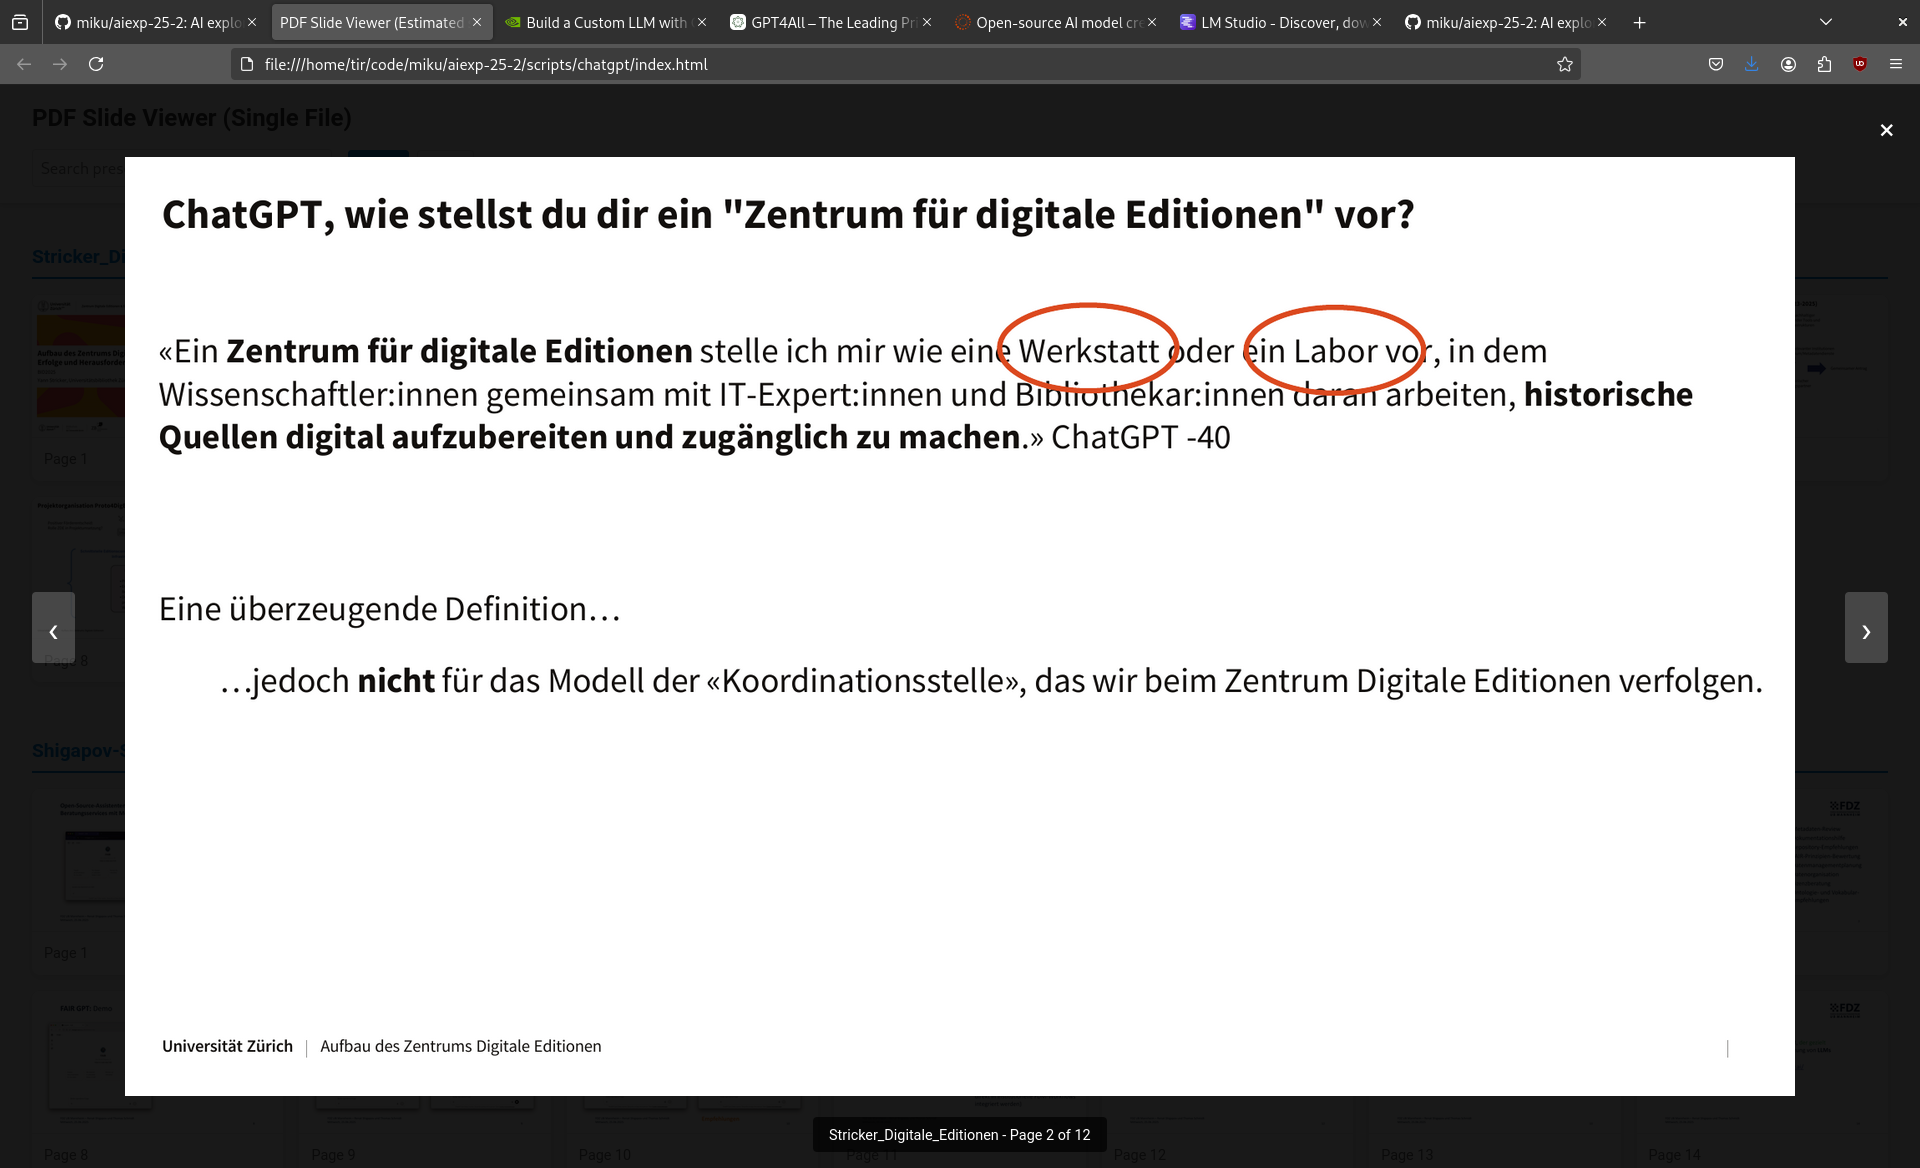 miku/aiexp-25-2: AI explo
PDF Slide Viewer (Estimated
Build a Custom LLM with
GPT4All – The Leading Pri
Open-source AI model cre
LM Studio - Discover, dow
miku/aiexp-25-2: AI explo
file:///home/tir/code/miku/aiexp-25-2/scripts/chatgpt/index.html
PDF Slide Viewer (Single File)
Search pres
ChatGPT, wie stellst du dir ein "Zentrum für digitale Editionen" vor?
Stricker_Di
«Ein Zentrum für digitale Editionen stelle ich mir wie eine Werkstatt oder ein Labor vor, in dem
Wissenschaftler:innen gemeinsam mit IT-Expert:innen und Bibliothekar:innen daran arbeiten, historische
Quellen digital aufzubereiten und zugänglich zu machen.» ChatGPT -40
Page 1
Eine überzeugende Definition…
Page 8
…jedoch nicht für das Modell der «Koordinationsstelle», das wir beim Zentrum Digitale Editionen verfolgen.
Shigapov-S
FDZ
Page 1
FDZ
Universität Zürich | Aufbau des Zentrums Digitale Editionen
Stricker_Digitale_Editionen - Page 2 of 12
Page 8
Page 9
Page 10
Page 11
Page 12
Page 13
Page 14